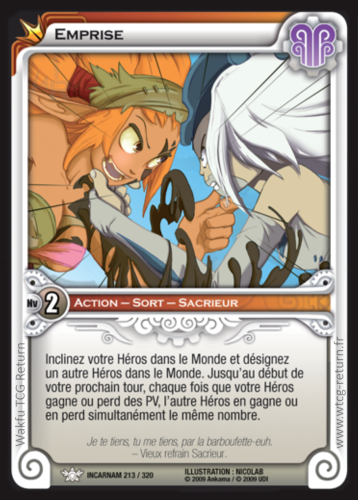 EMPRISE
Nv 2
ACTION – SORT – SACRIEUR
Inclinez votre Héros dans le Monde et désignez
un autre Héros dans le Monde. Jusqu'au début de
votre prochain tour, chaque fois que votre Héros
gagne ou perd des PV, l'autre Héros en gagne ou
en perd simultanément le même nombre.
Je te tiens, tu me tiens, par la barboufette-euh.
– Vieux refrain Sacrieur.
INCARNAM 213 / 320
ILLUSTRATION : NICOLAB
© 2009 Ankama / © 2009 UDI
Wakfu TCG Return
www.wtcg-return.fr